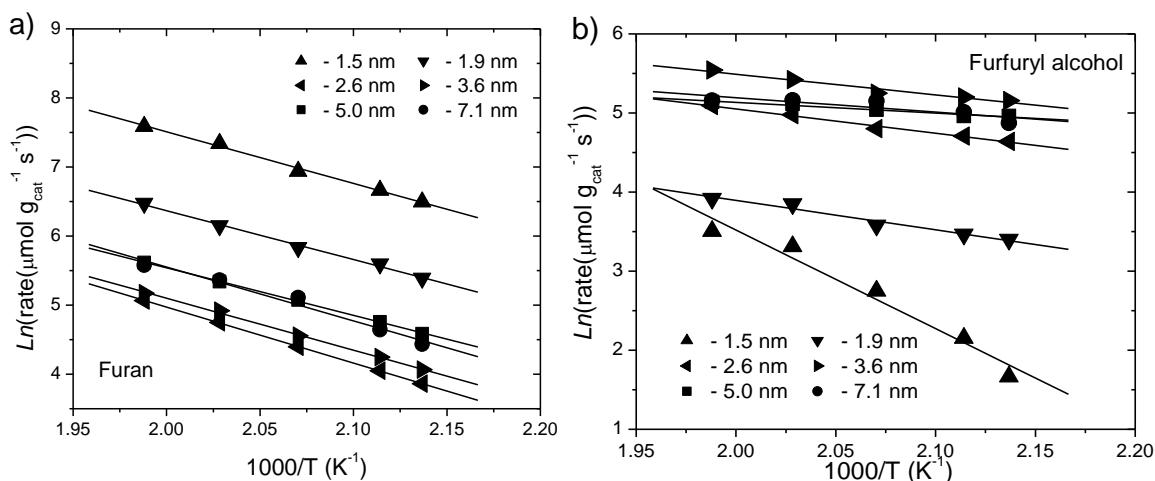 a)
Ln(rate(μmol g_cat^-1 s^-1))
9
8
7
6
5
4
▲ - 1.5 nm ▼ - 1.9 nm
◄ - 2.6 nm ► - 3.6 nm
■ - 5.0 nm ● - 7.1 nm
Furan
1.95 2.00 2.05 2.10 2.15 2.20
1000/T (K^-1)
b)
Ln(rate(μmol g_cat^-1 s^-1))
6
5
4
3
2
1
Furfuryl alcohol
▲ - 1.5 nm ▼ - 1.9 nm
◄ - 2.6 nm ► - 3.6 nm
■ - 5.0 nm ● - 7.1 nm
1.95 2.00 2.05 2.10 2.15 2.20
1000/T (K^-1)